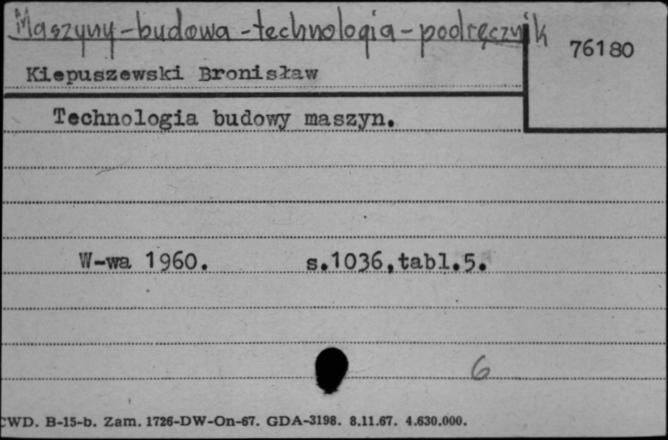 Maszyny-budowa-technologia-podręcznik
76180
Kiepuszewski Bronisław
Technologia budowy maszyn.
W-wa 1960. s.1036,tabl.5.
6
CWD. B-15-b. Zam. 1726-DW-On-67. GDA-3198. 8.11.67. 4.630.000.